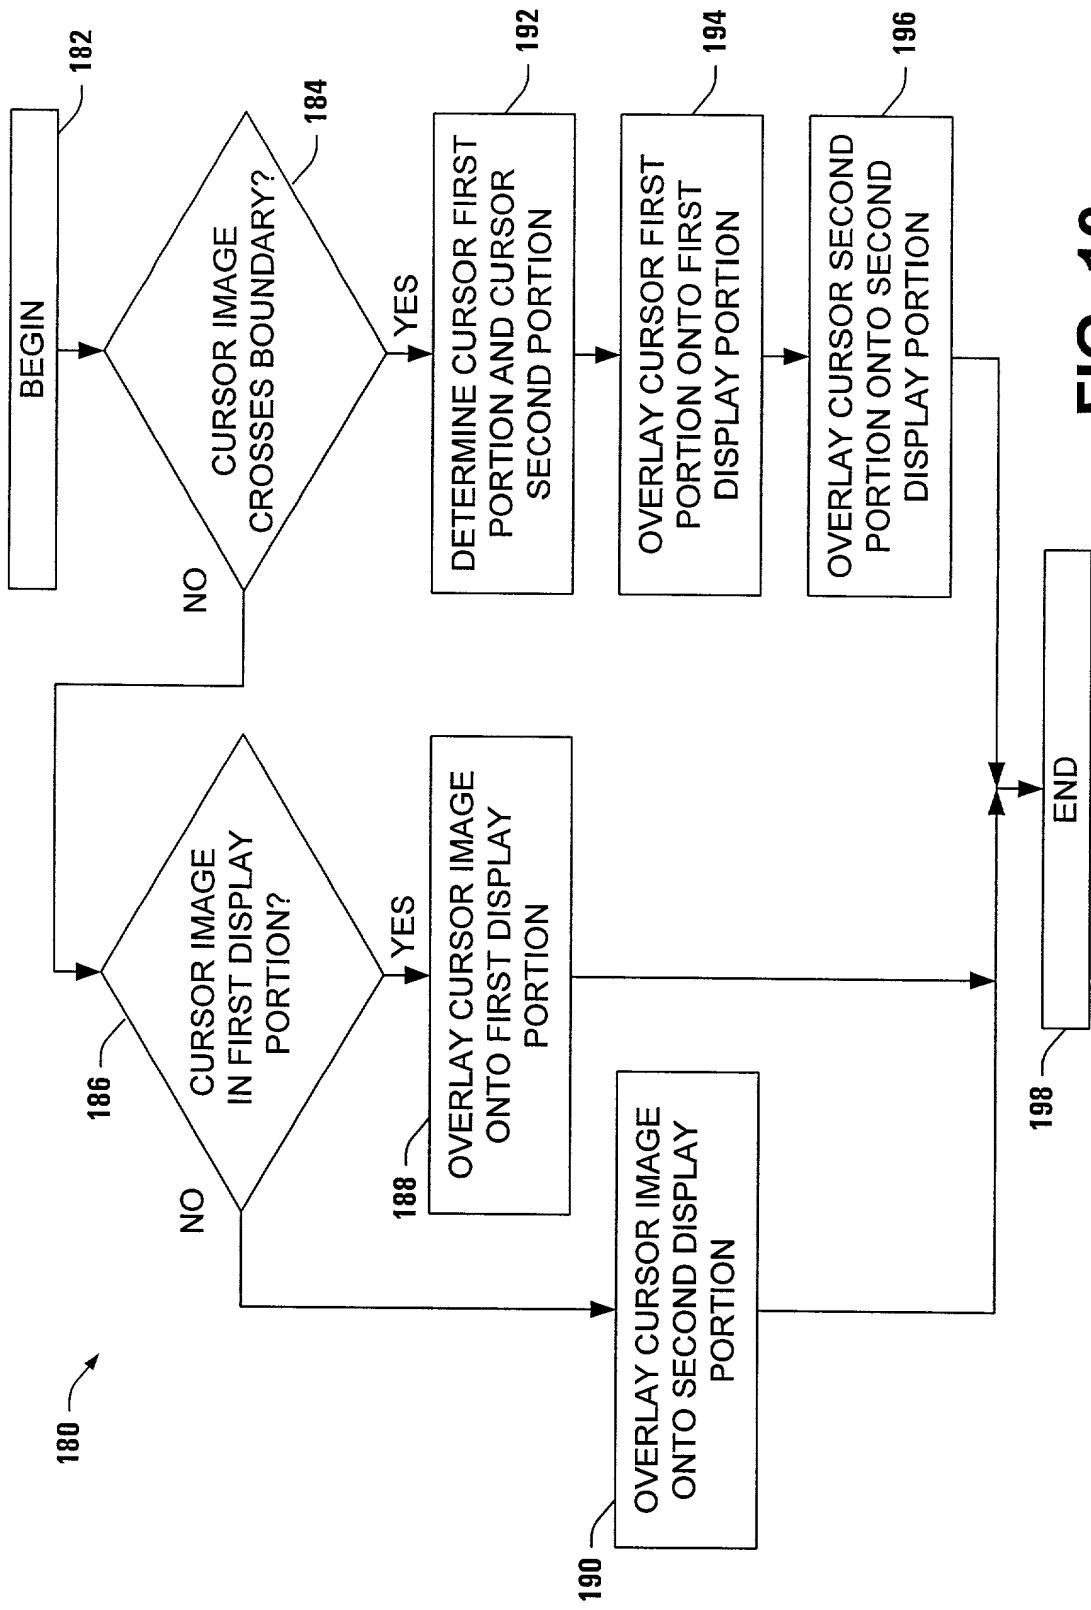 BEGIN
182
CURSOR IMAGE
CROSSES BOUNDARY?
184
NO
YES
186
CURSOR IMAGE
IN FIRST DISPLAY
PORTION?
NO
YES
180
188
OVERLAY CURSOR IMAGE
ONTO FIRST DISPLAY
PORTION
190
OVERLAY CURSOR IMAGE
ONTO SECOND DISPLAY
PORTION
DETERMINE CURSOR FIRST
PORTION AND CURSOR
SECOND PORTION
192
OVERLAY CURSOR FIRST
PORTION ONTO FIRST
DISPLAY PORTION
194
OVERLAY CURSOR SECOND
PORTION ONTO SECOND
DISPLAY PORTION
196
END
198
FIG